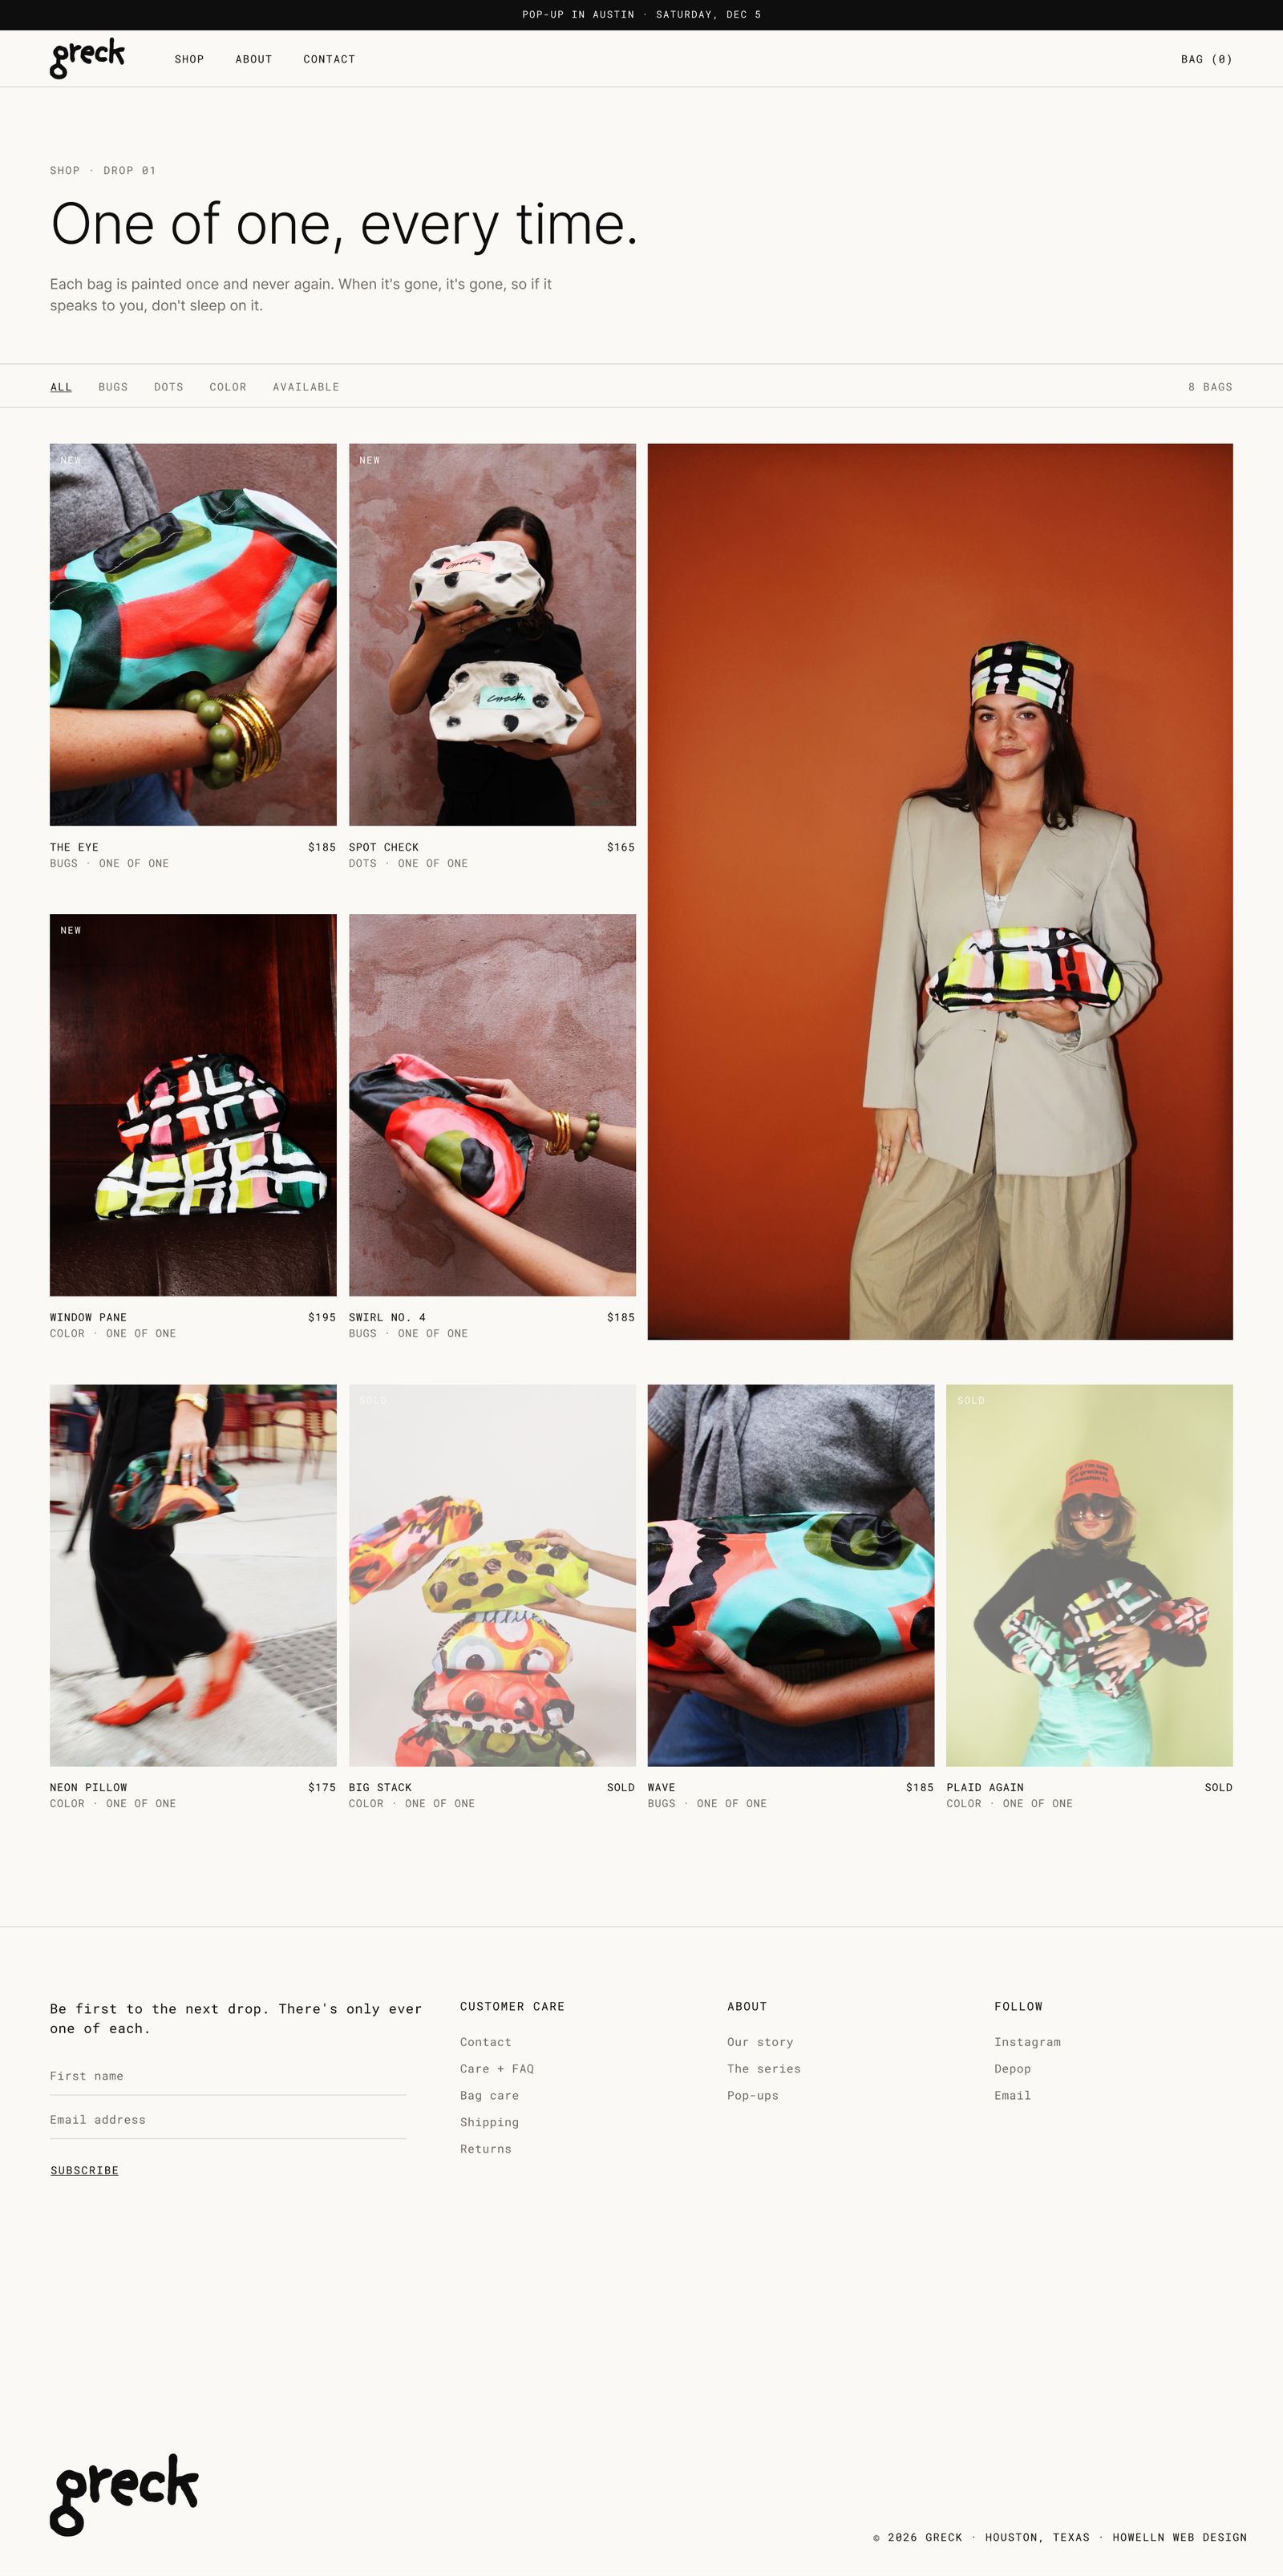 POP-UP IN AUSTIN · SATURDAY, DEC 5
greck
SHOP ABOUT CONTACT
BAG (0)
SHOP · DROP 01
One of one, every time.
Each bag is painted once and never again. When it's gone, it's gone, so if it
speaks to you, don't sleep on it.
ALL BUGS DOTS COLOR AVAILABLE
8 BAGS
NEW
NEW
THE EYE $185
BUGS · ONE OF ONE
SPOT CHECK $165
DOTS · ONE OF ONE
NEW
WINDOW PANE $195
COLOR · ONE OF ONE
SWIRL NO. 4 $185
BUGS · ONE OF ONE
SOLD
SOLD
NEON PILLOW $175
COLOR · ONE OF ONE
BIG STACK SOLD
COLOR · ONE OF ONE
WAVE $185
BUGS · ONE OF ONE
PLAID AGAIN SOLD
COLOR · ONE OF ONE
Be first to the next drop. There's only ever
one of each.
First name
Email address
SUBSCRIBE
CUSTOMER CARE
Contact
Care + FAQ
Bag care
Shipping
Returns
ABOUT
Our story
The series
Pop-ups
FOLLOW
Instagram
Depop
Email
greck
© 2026 GRECK · HOUSTON, TEXAS · HOWELLN WEB DESIGN